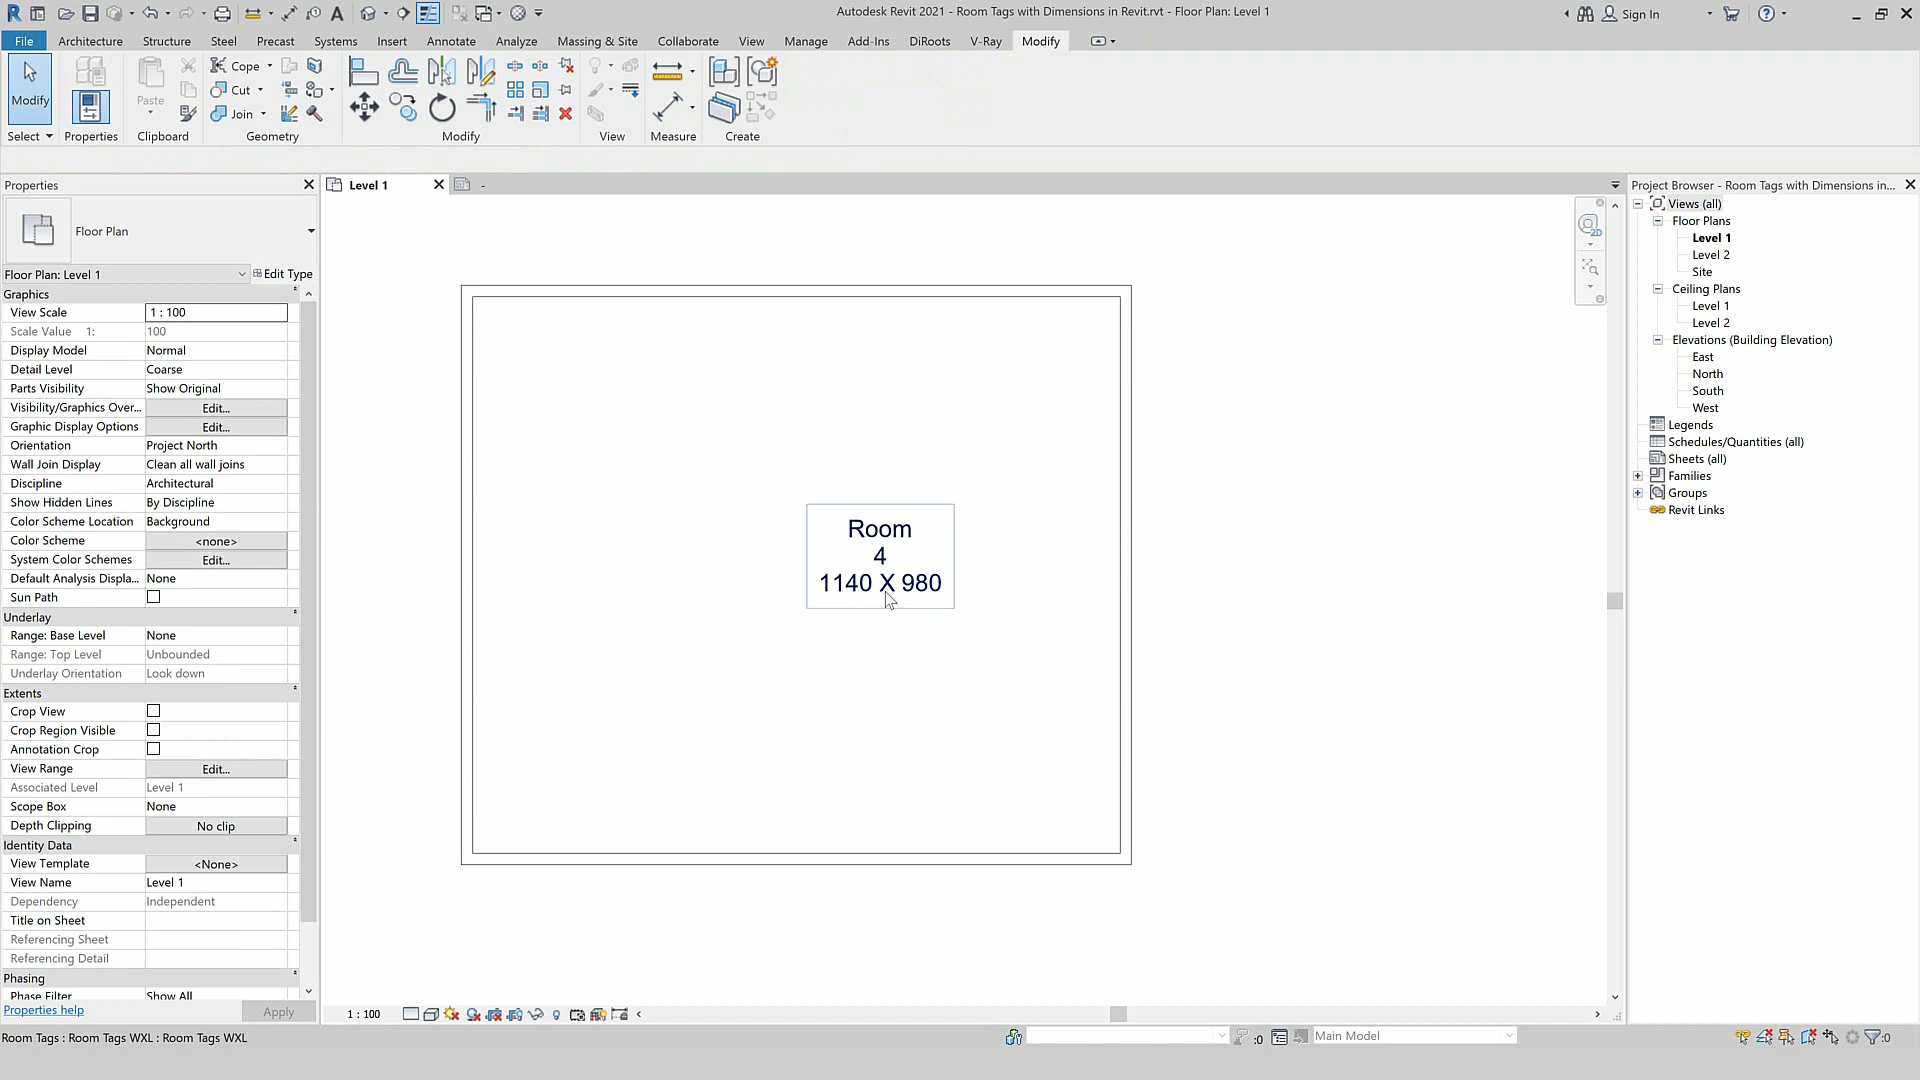 Autodesk Revit 2021 - Room Tags with Dimensions in Revit.rvt - Floor Plan: Level 1
Sign In
File Architecture Structure Steel Precast Systems Insert Annotate Analyze Massing & Site Collaborate View Manage Add-Ins DiRoots V-Ray Modify
Modify
Paste
Cope
Cut
Join
Select Properties Clipboard Geometry Modify View Measure Create
Properties
Floor Plan
Floor Plan: Level 1
Edit Type
Graphics
View Scale 1 : 100
Scale Value 1: 100
Display Model Normal
Detail Level Coarse
Parts Visibility Show Original
Visibility/Graphics Over... Edit...
Graphic Display Options Edit...
Orientation Project North
Wall Join Display Clean all wall joins
Discipline Architectural
Show Hidden Lines By Discipline
Color Scheme Location Background
Color Scheme <none>
System Color Schemes Edit...
Default Analysis Displa... None
Sun Path
Underlay
Range: Base Level None
Range: Top Level Unbounded
Underlay Orientation Look down
Extents
Crop View
Crop Region Visible
Annotation Crop
View Range Edit...
Associated Level Level 1
Scope Box None
Depth Clipping No clip
Identity Data
View Template <None>
View Name Level 1
Dependency Independent
Title on Sheet
Referencing Sheet
Referencing Detail
Phasing
Phase Filter Show All
Properties help
Apply
Level 1
-
2D
Room
4
1140 X 980
1 : 100
Project Browser - Room Tags with Dimensions in...
Views (all)
Floor Plans
Level 1
Level 2
Site
Ceiling Plans
Level 1
Level 2
Elevations (Building Elevation)
East
North
South
West
Legends
Schedules/Quantities (all)
Sheets (all)
Families
Groups
Revit Links
Room Tags : Room Tags WXL : Room Tags WXL
:0
Main Model
:0